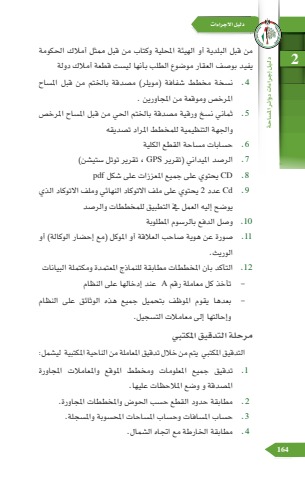 دليل الاجراءات
2
دليل إجراءات دوائر المساحة
من قبل البلدية أو الهيئة المحلية وكتاب من قبل ممثل أملاك الحكومة
يفيد بوصف العقار موضوع الطلب بأنها ليست قطعة أملاك دولة
4. نسخة مخطط شفافة (مويلر) مصدقة بالختم من قبل المساح
المرخص وموقعة من المجاورين .
5. ثماني نسخ ورقية مصدقة بالختم الحي من قبل المساح المرخص
والجهة التنظيمية للمخطط المراد تصديقه
6. حسابات مساحة القطع الكلية
7. الرصد الميداني (تقرير GPS ، تقرير توتل ستيشن)
8. CD يحتوي على جميع المعززات على شكل pdf
9. Cd عدد 2 يحتوي على ملف الاتوكاد النهائي وملف الاتوكاد الذي
يوضح إليه العمل في التطبيق للمخططات والرصد
10. وصل الدفع بالرسوم المطلوبة
11. صورة عن هوية صاحب العلاقة أو الموكل (مع إحضار الوكالة) أو
الوريث.
12. التأكد بان المخططات مطابقة للنماذج المعتمدة ومكتملة البيانات
– تأخذ كل معاملة رقم A عند إدخالها على النظام
– بعدها يقوم الموظف بتحميل جميع هذه الوثائق على النظام
وإحالتها إلى معاملات التسجيل.
مرحلة التدقيق المكتبي
التدقيق المكتبي يتم من خلال تدقيق المعاملة من الناحية المكتبية ليشمل:
1. تدقيق جميع المعلومات ومخطط الموقع والمعاملات المجاورة
المصدقة و وضع الملاحظات عليها.
2. مطابقة حدود القطع حسب الحوض والمخططات المجاورة.
3. حساب المسافات وحساب المساحات المحسوبة والمسجلة.
4. مطابقة الخارطة مع اتجاه الشمال.
164